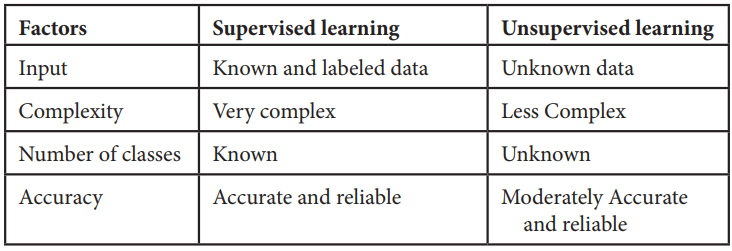 Factors Supervised learning Unsupervised learning
Input Known and labeled data Unknown data
Complexity Very complex Less Complex
Number of classes Known Unknown
Accuracy Accurate and reliable Moderately Accurate
and reliable